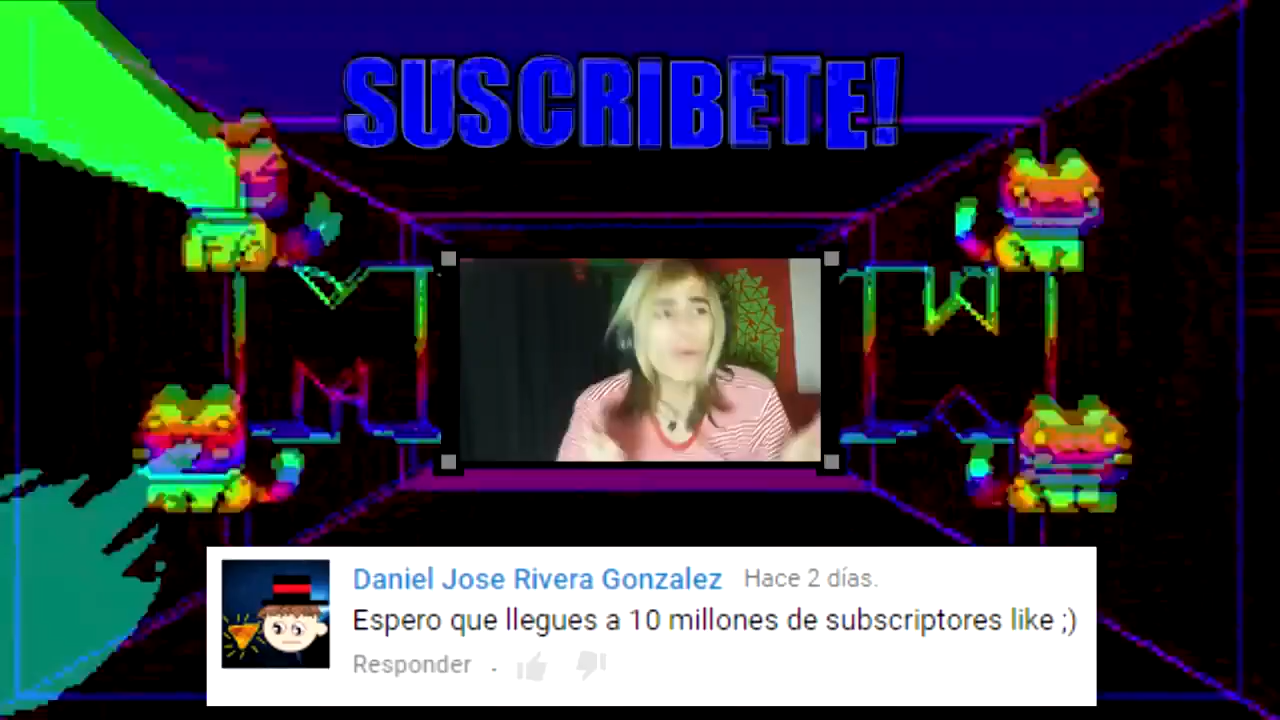 SUSCRIBETE!
Daniel Jose Rivera Gonzalez Hace 2 días.
Espero que llegues a 10 millones de subscriptores like ;)
Responder .